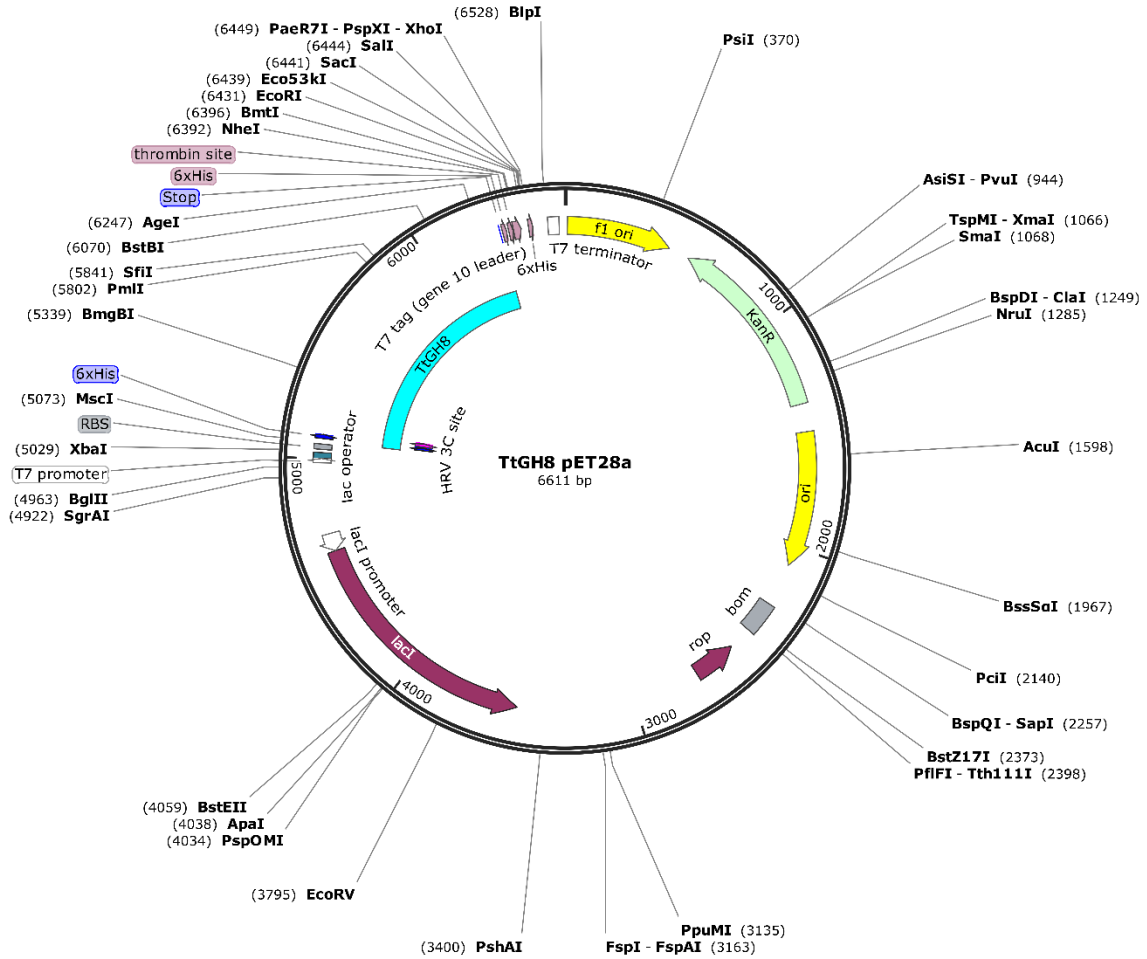 (6528) BlpI
(6449) PaeR7I - PspXI - XhoI
(6444) SalI
(6441) SacI
(6439) Eco53kI
(6431) EcoRI
(6396) BmtI
(6392) NheI
thrombin site
6xHis
Stop
(6247) AgeI
(6070) BstBI
(5841) SfiI
(5802) PmlI
(5339) BmgBI
6xHis
(5073) MscI
RBS
(5029) XbaI
T7 promoter
(4963) BglII
(4922) SgrAI
PsiI (370)
AsiSI - PvuI (944)
TspMI - XmaI (1066)
SmaI (1068)
BspDI - ClaI (1249)
NruI (1285)
AcuI (1598)
BssSαI (1967)
PciI (2140)
BspQI - SapI (2257)
BstZ17I (2373)
PflFI - Tth111I (2398)
PpuMI (3135)
FspI - FspAI (3163)
(3400) PshAI
(3795) EcoRV
(4059) BstEII
(4038) ApaI
(4034) PspOMI
f1 ori
T7 terminator
6xHis
T7 tag (gene 10 leader)
TtGH8
HRV 3C site
lac operator
lacI promoter
lacI
KanR
ori
bom
rop
1000
2000
3000
4000
5000
6000
TtGH8 pET28a
6611 bp